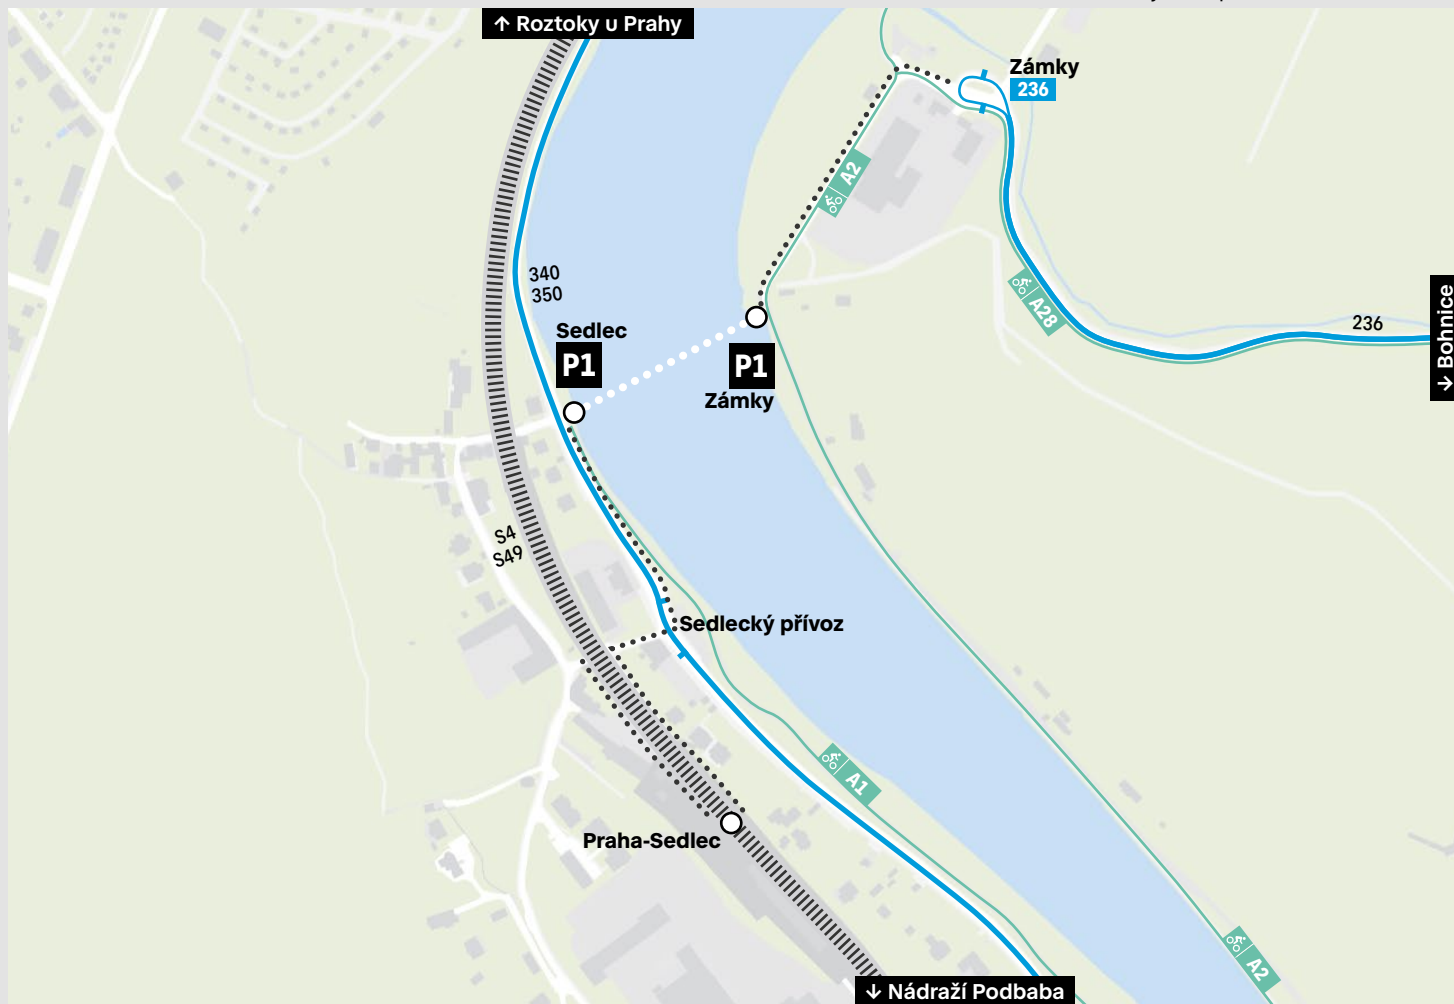 ↑ Roztoky u Prahy
Zámky
236
A2
340
350
A28
Sedlec
P1
P1
Zámky
236
↓ Bohnice
S4
S49
Sedlecký přívoz
A1
Praha-Sedlec
A2
↓ Nádraží Podbaba